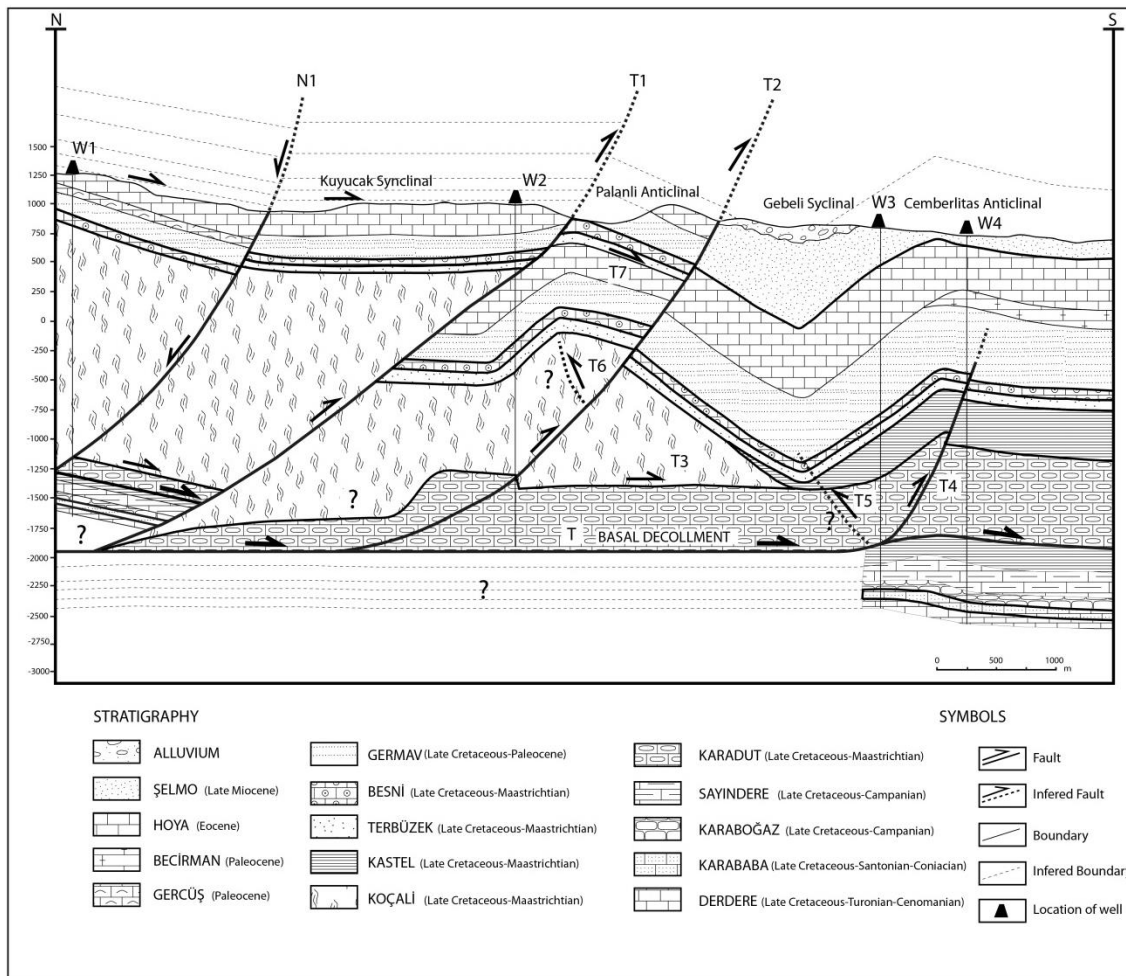 N
S
N1
T1
T2
1500
1250
1000
750
500
250
0
-250
-500
-750
-1000
-1250
-1500
-1750
-2000
-2250
-2500
-2750
-3000
W1
Kuyucak Synclinal
W2
Palanli Anticlinal
Gebeli Syclinal
W3
Cemberlitas Anticlinal
W4
T7
T6
?
T3
T4
T5
?
?
?
T
BASAL DECOLLMENT
?
0 500 1000
m
STRATIGRAPHY
ALLUVIUM
ŞELMO (Late Miocene)
HOYA (Eocene)
BECİRMAN (Paleocene)
GERCÜŞ (Paleocene)
GERMAV (Late Cretaceous-Paleocene)
BESNİ (Late Cretaceous-Maastrichtian)
TERBÜZEK (Late Cretaceous-Maastrichtian)
KASTEL (Late Cretaceous-Maastrichtian)
KOÇALİ (Late Cretaceous-Maastrichtian)
KARADUT (Late Cretaceous-Maastrichtian)
SAYINDERE (Late Cretaceous-Campanian)
KARABOĞAZ (Late Cretaceous-Campanian)
KARABABA (Late Cretaceous-Santonian-Coniacian)
DERDERE (Late Cretaceous-Turonian-Cenomanian)
SYMBOLS
Fault
Infered Fault
Boundary
Infered Boundary
Location of well